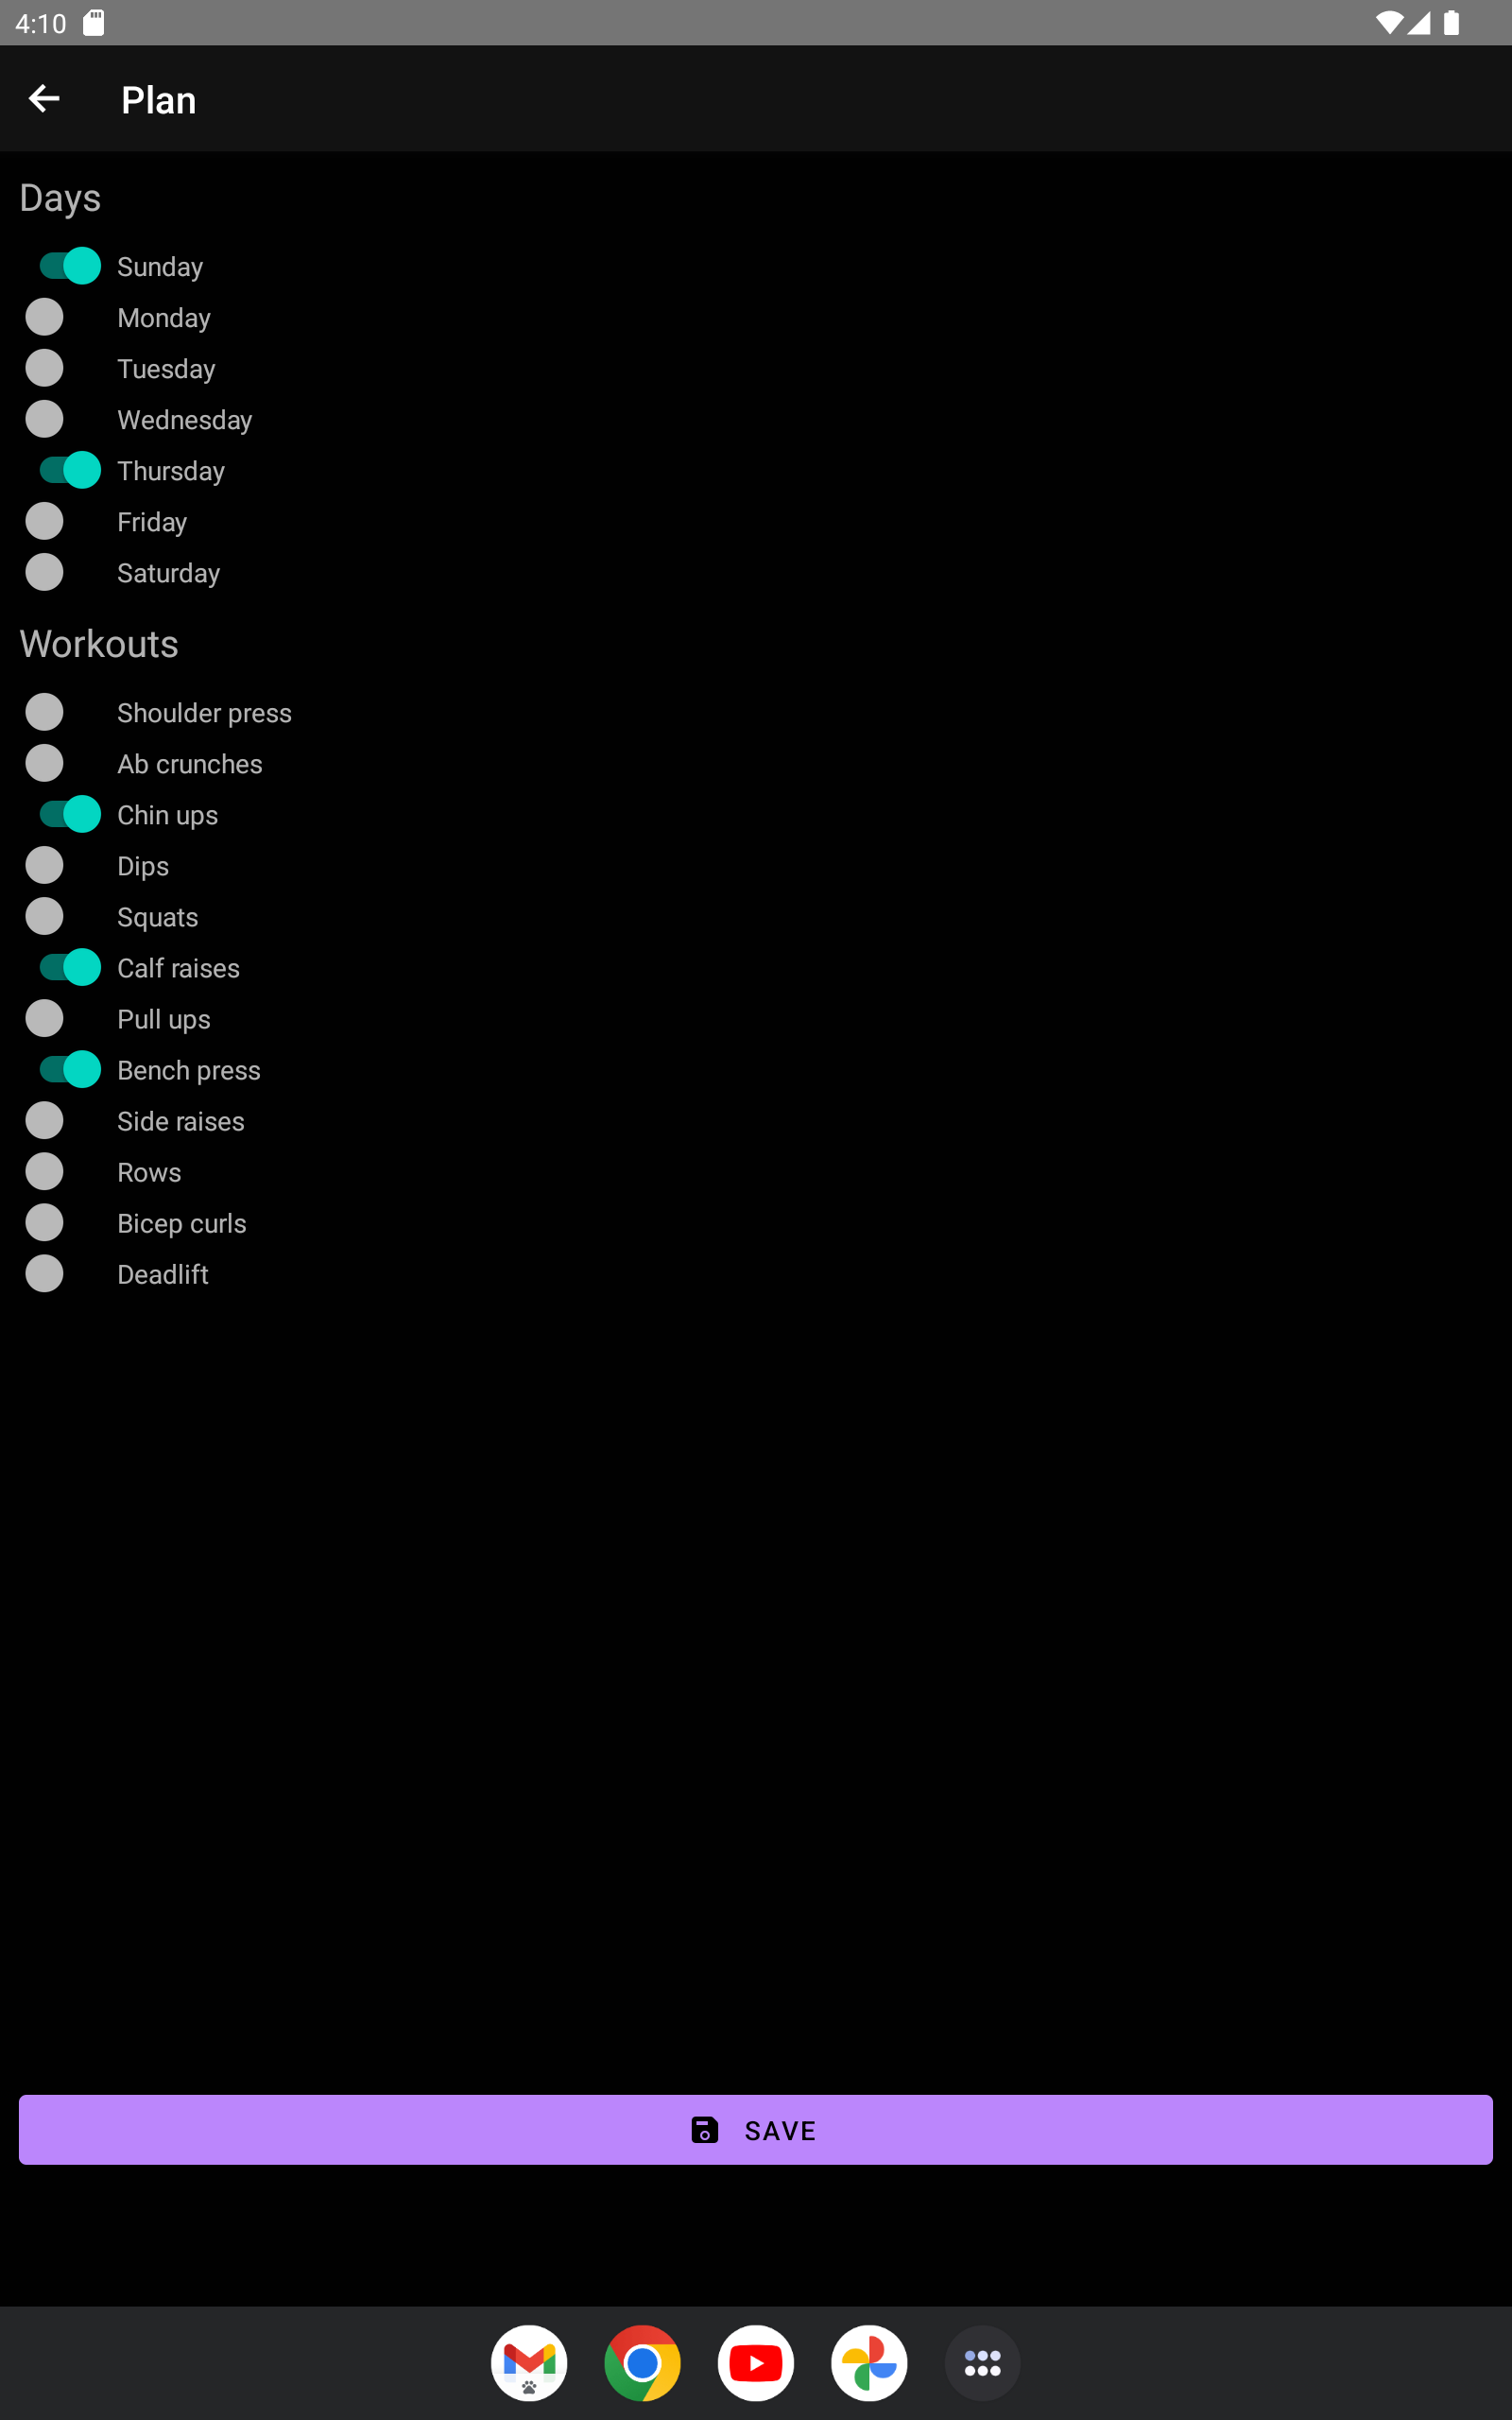 4:10
Plan
Days
Sunday
Monday
Tuesday
Wednesday
Thursday
Friday
Saturday
Workouts
Shoulder press
Ab crunches
Chin ups
Dips
Squats
Calf raises
Pull ups
Bench press
Side raises
Rows
Bicep curls
Deadlift
SAVE